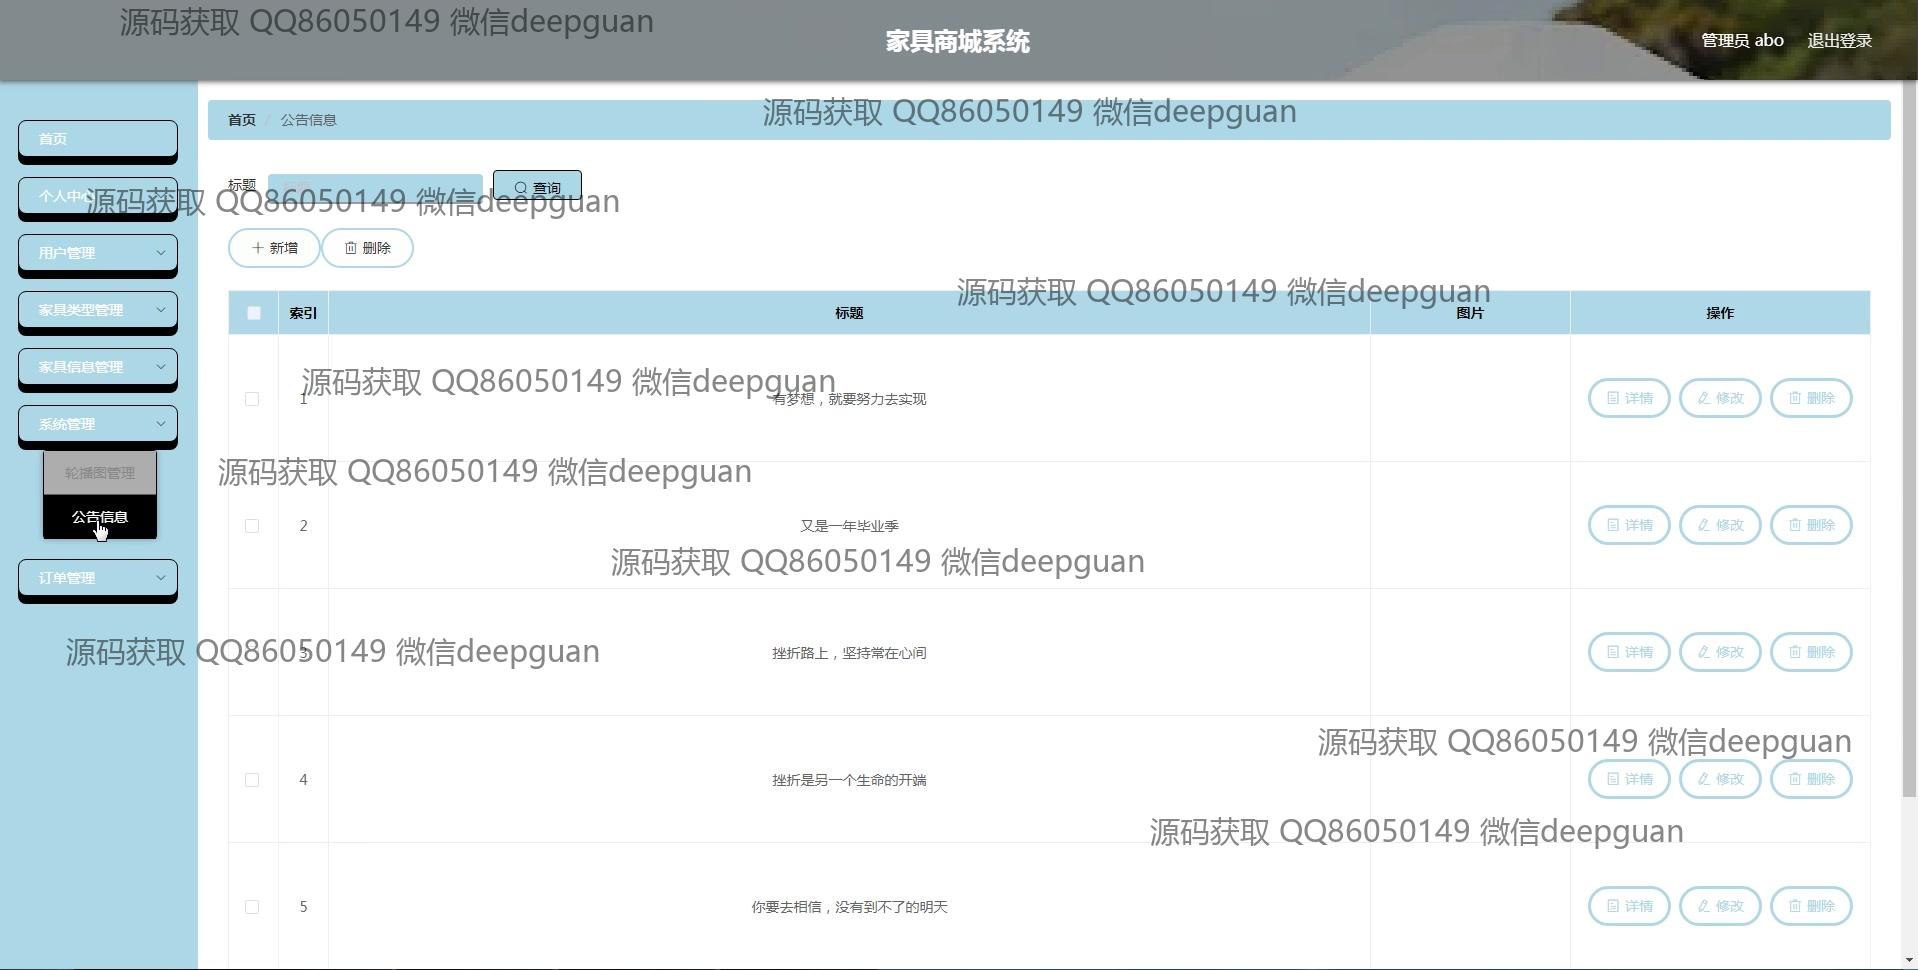 源码获取 QQ86050149 微信deepguan
家具商城系统
管理员 abo 退出登录
首页 / 公告信息
源码获取 QQ86050149 微信deepguan
首页
个人中心
用户管理
家具类型管理
家具信息管理
系统管理
轮播图管理
公告信息
订单管理
标题
查询
源码获取 QQ86050149 微信deepguan
新增 删除
源码获取 QQ86050149 微信deepguan
索引 标题 图片 操作
源码获取 QQ86050149 微信deepguan
1 有梦想，就要努力去实现 详情 修改 删除
源码获取 QQ86050149 微信deepguan
2 又是一年毕业季 详情 修改 删除
源码获取 QQ86050149 微信deepguan
3 挫折路上，坚持常在心间 详情 修改 删除
源码获取 QQ86050149 微信deepguan
源码获取 QQ86050149 微信deepguan
4 挫折是另一个生命的开端 详情 修改 删除
源码获取 QQ86050149 微信deepguan
5 你要去相信，没有到不了的明天 详情 修改 删除